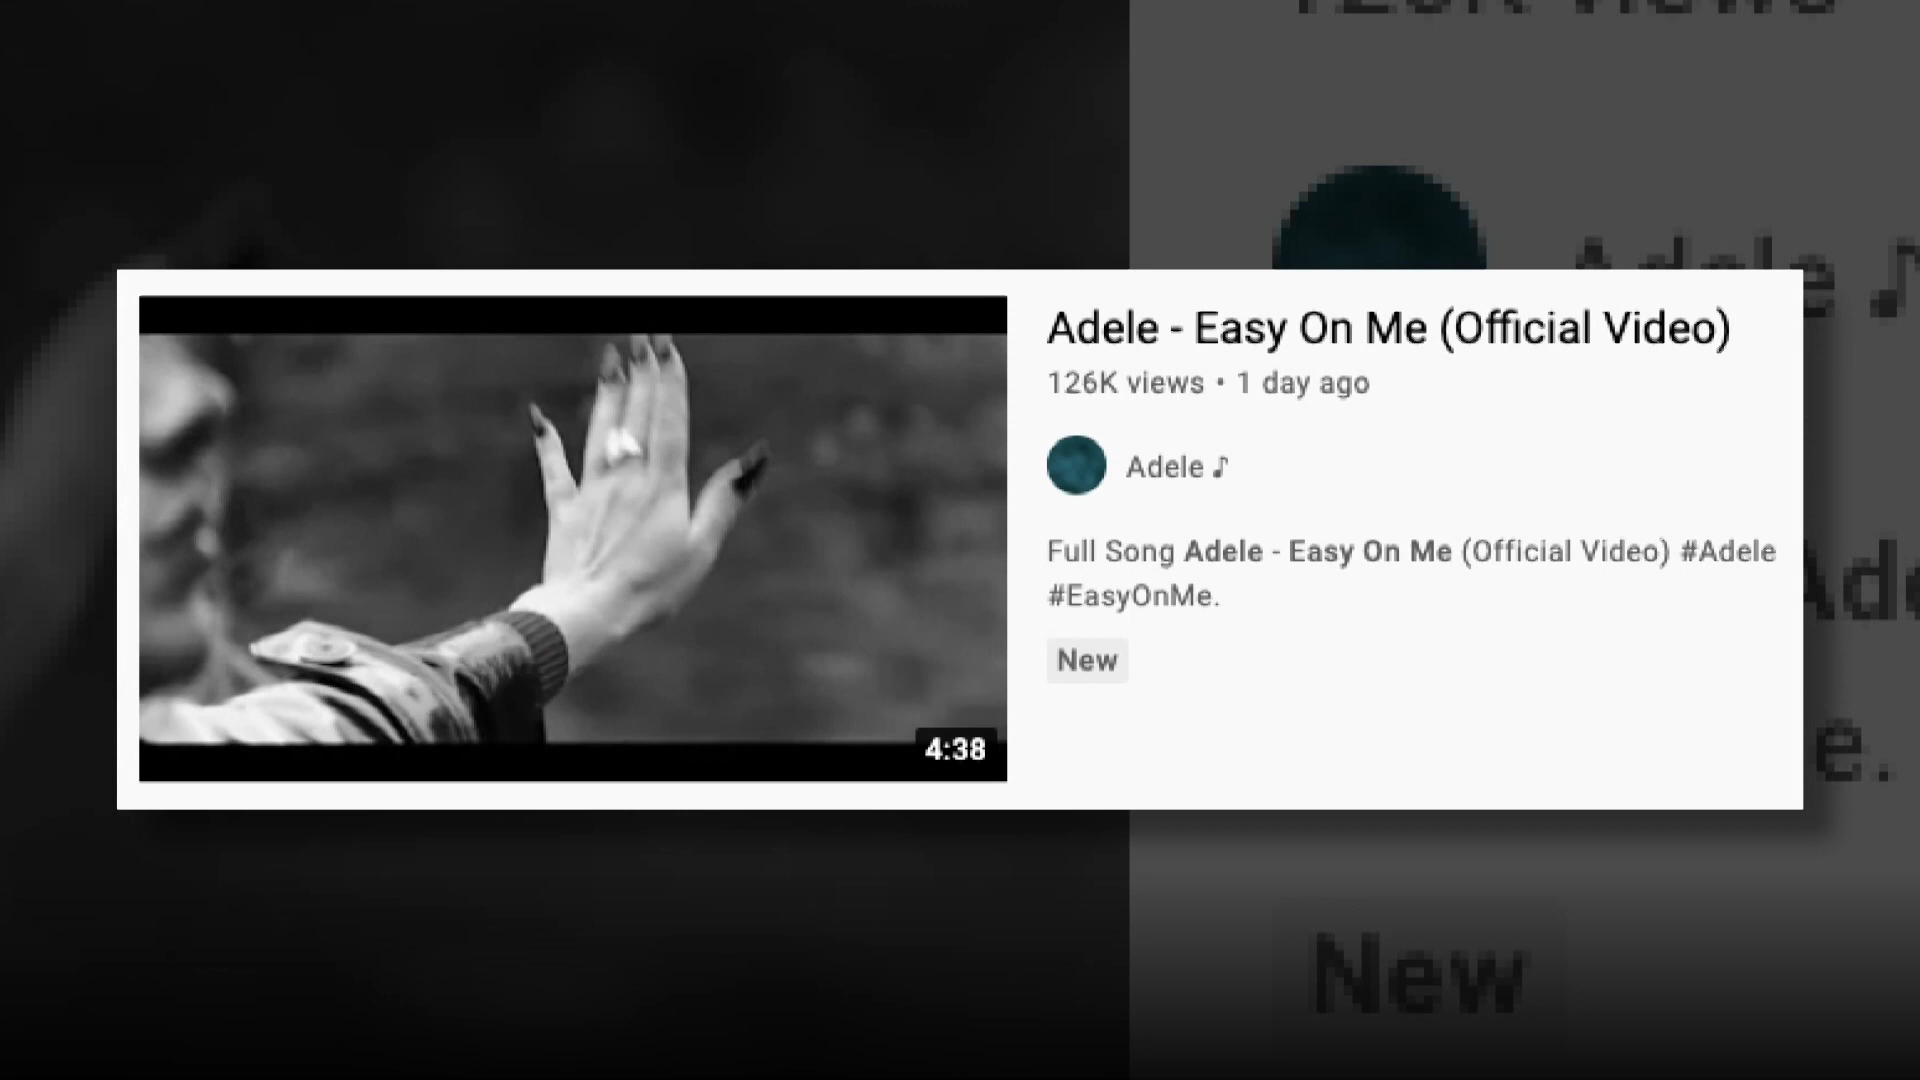 Adele - Easy On Me (Official Video)
126K views • 1 day ago
Adele ♪
Full Song Adele - Easy On Me (Official Video) #Adele
#EasyOnMe.
New
4:38
New